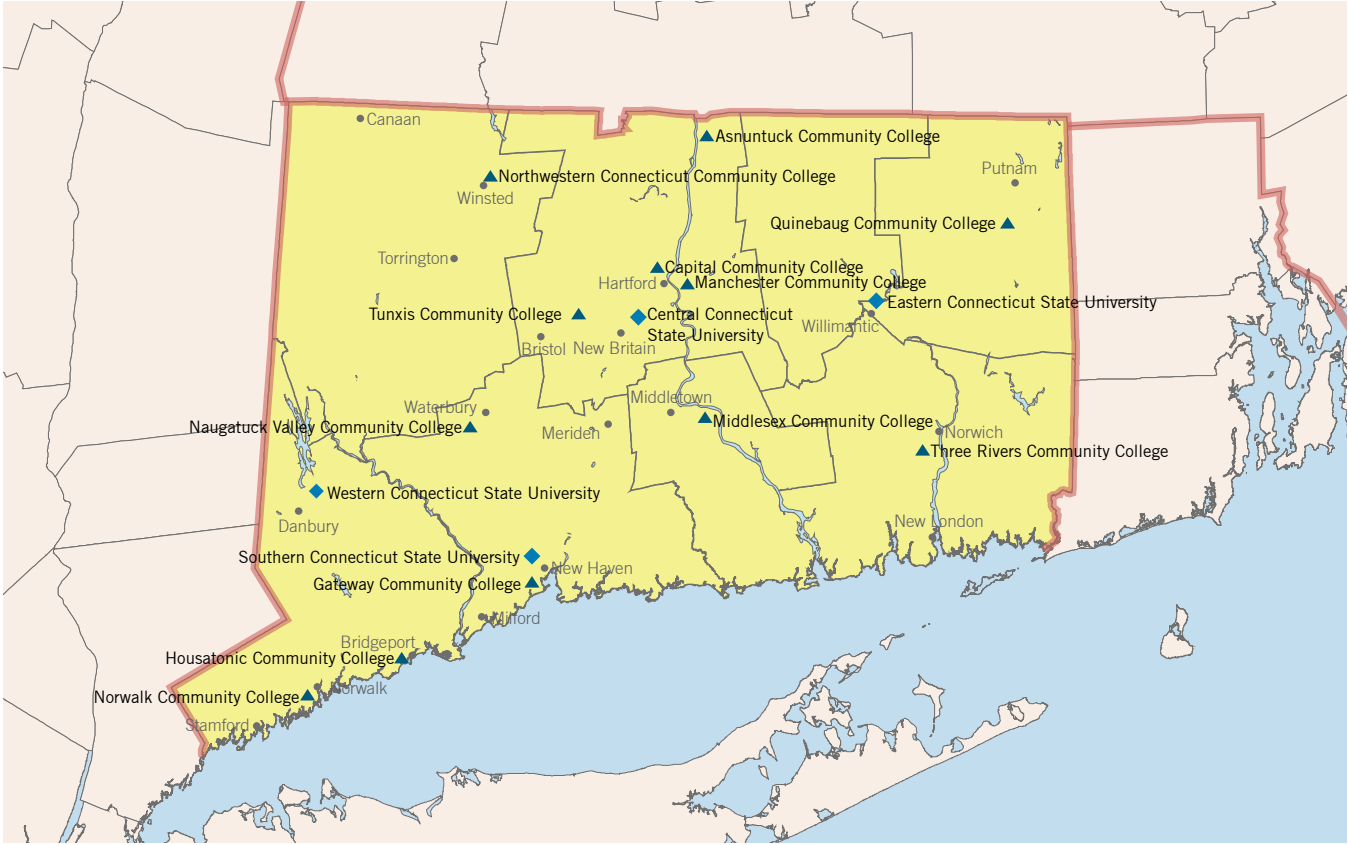 Canaan
Asnuntuck Community College
Putnam
Northwestern Connecticut Community College
Winsted
Quinebaug Community College
Torrington
Capital Community College
Hartford
Manchester Community College
Eastern Connecticut State University
Tunxis Community College
Central Connecticut
State University
Willimantic
Bristol
New Britain
Middletown
Waterbury
Naugatuck Valley Community College
Meriden
Middlesex Community College
Norwich
Three Rivers Community College
Western Connecticut State University
Danbury
New London
Southern Connecticut State University
New Haven
Gateway Community College
Milford
Bridgeport
Housatonic Community College
Norwalk
Norwalk Community College
Stamford